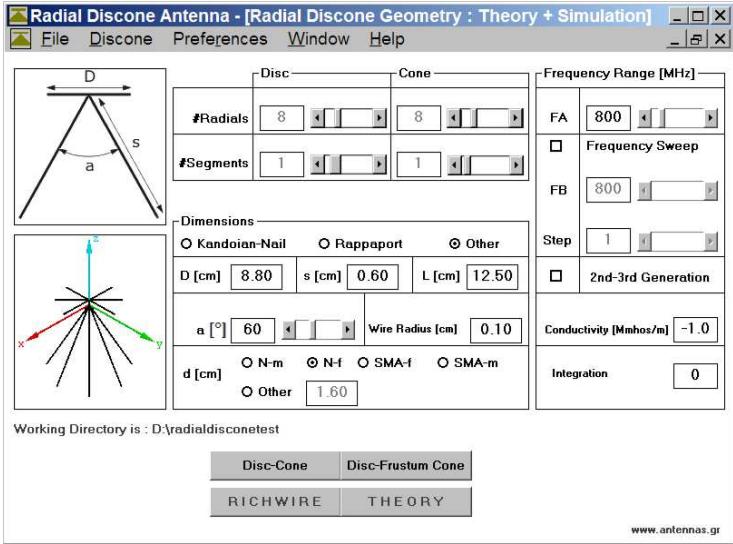 Radial Discone Antenna - [Radial Discone Geometry : Theory + Simulation]
File Discone Preferences Window Help
D
s
a
z
x
y
Disc Cone
#Radials 8 8
#Segments 1 1
Dimensions
Kandoian-Nail Rappaport Other
D [cm] 8.80 s [cm] 0.60 L [cm] 12.50
a [°] 60 Wire Radius [cm] 0.10
d [cm] N-m N-f SMA-f SMA-m
Other 1.60
Frequency Range [MHz]
FA 800
Frequency Sweep
FB 800
Step 1
2nd-3rd Generation
Conductivity [Mmhos/m] -1.0
Integration 0
Working Directory is : D:\radialdisconetest
Disc-Cone Disc-Frustum Cone
RICHWIRE THEORY
www.antennas.gr